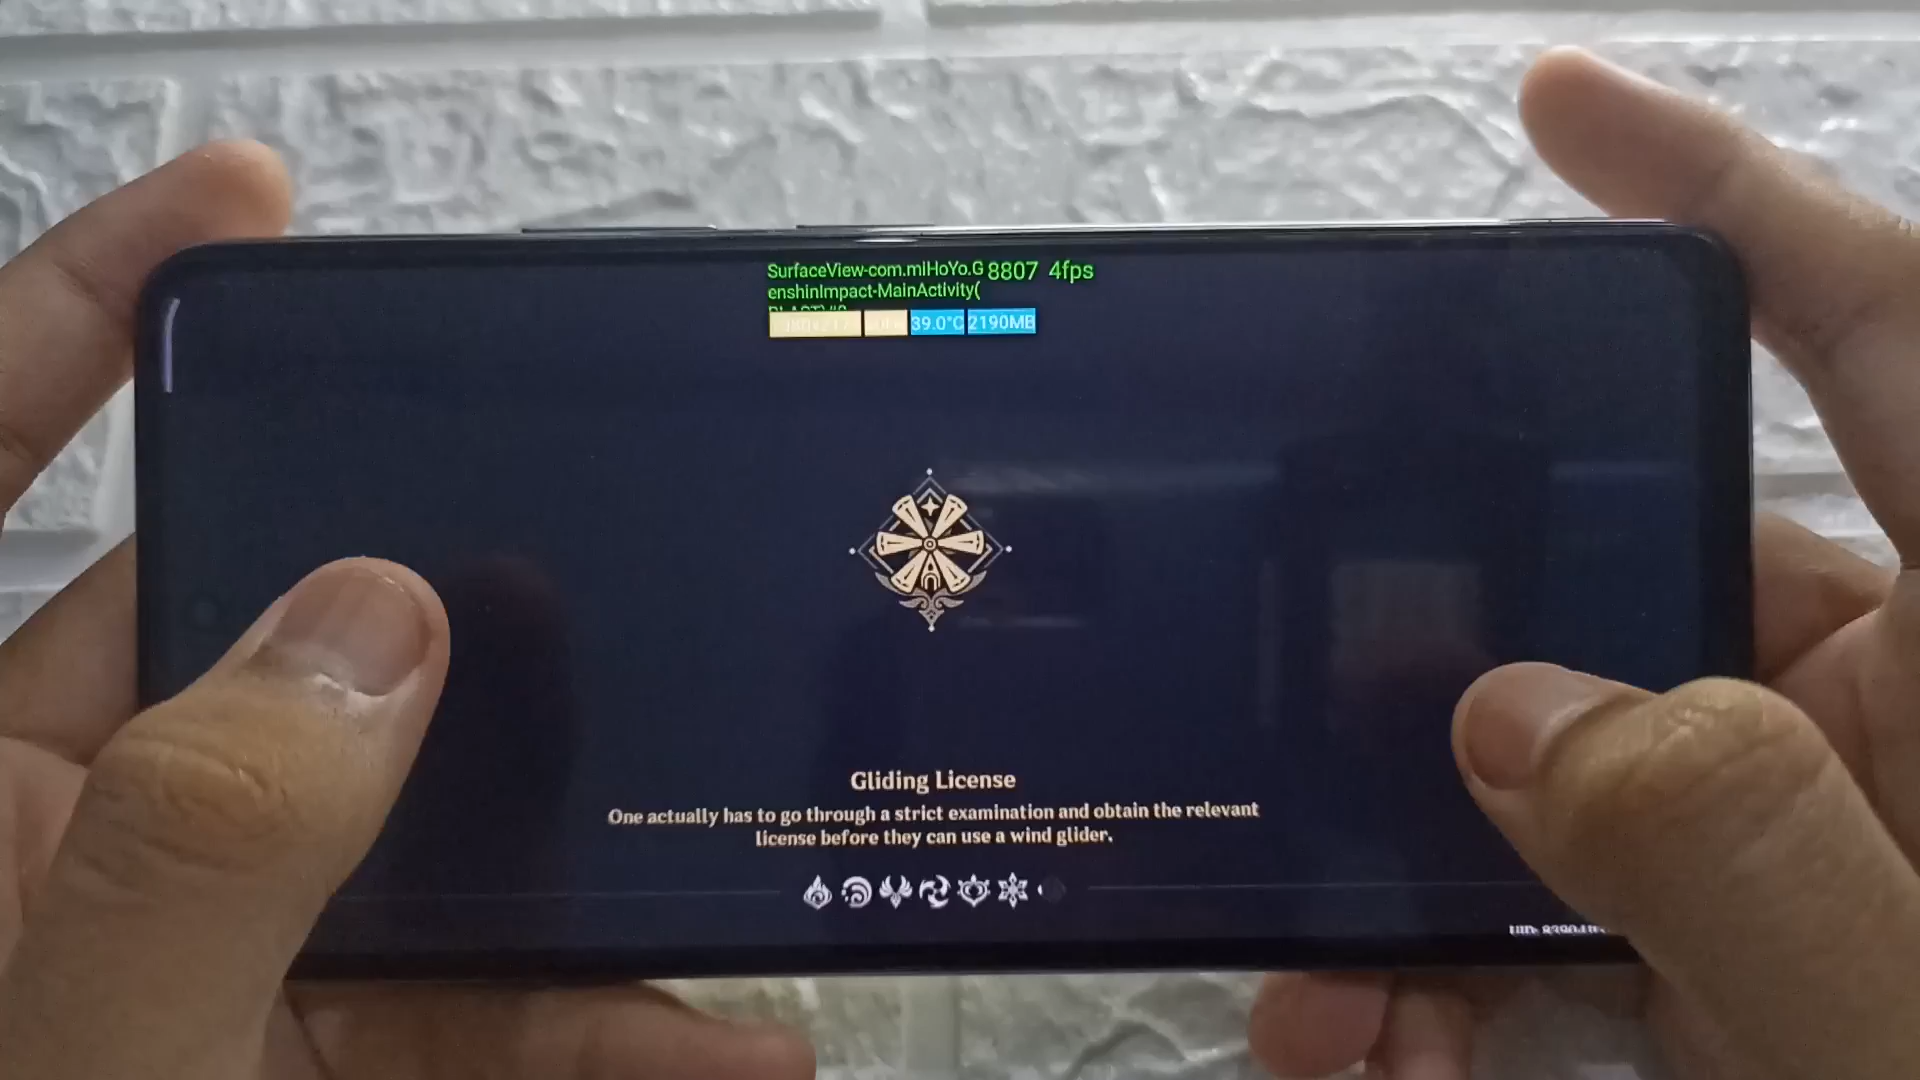 SurfaceView-com.miHoYo.G 8807 4fps
enshinImpact-MainActivity(
39.0°C 2190MB
Gliding License
One actually has to go through a strict examination and obtain the relevant
license before they can use a wind glider.